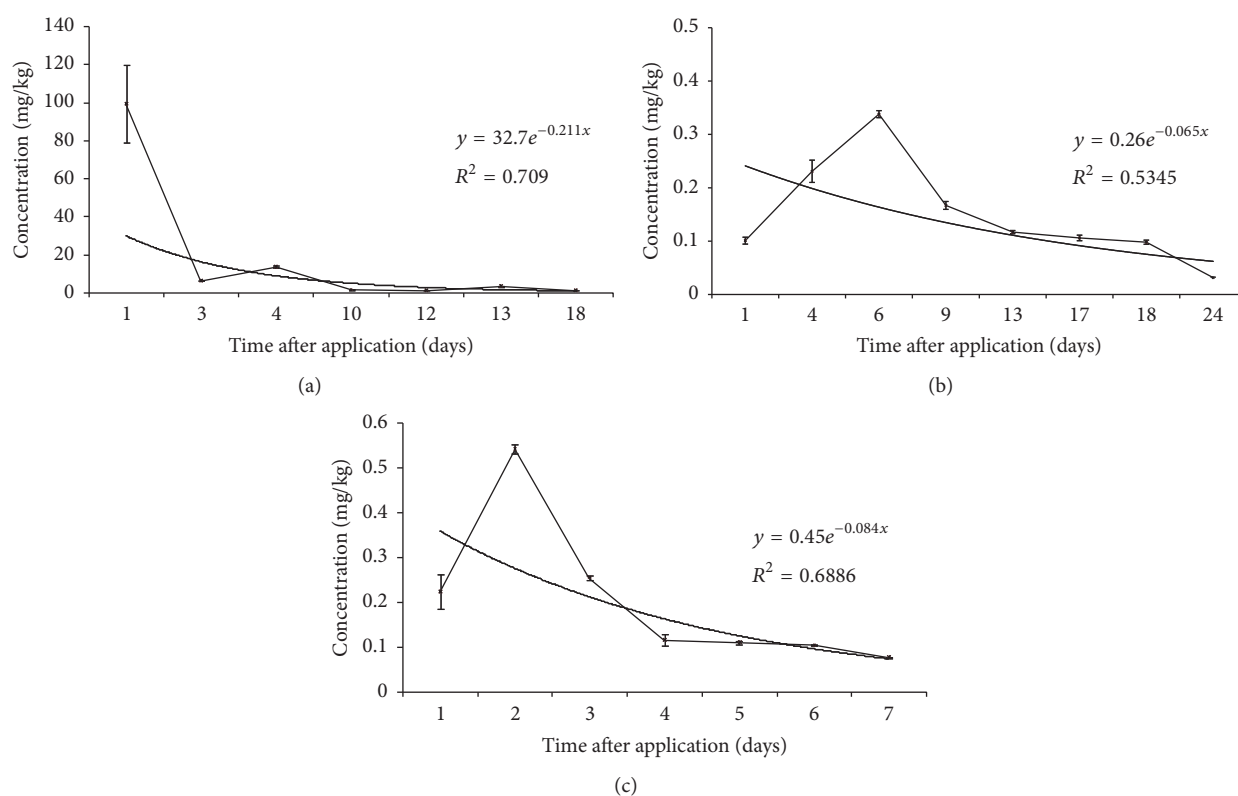 140
120
100
80
60
40
20
0
Concentration (mg/kg)
y = 32.7e^{−0.211x}
R² = 0.709
1 3 4 10 12 13 18
Time after application (days)
(a)
0.5
0.4
0.3
0.2
0.1
0
Concentration (mg/kg)
y = 0.26e^{−0.065x}
R² = 0.5345
1 4 6 9 13 17 18 24
Time after application (days)
(b)
0.6
0.5
0.4
0.3
0.2
0.1
0
Concentration (mg/kg)
y = 0.45e^{−0.084x}
R² = 0.6886
1 2 3 4 5 6 7
Time after application (days)
(c)